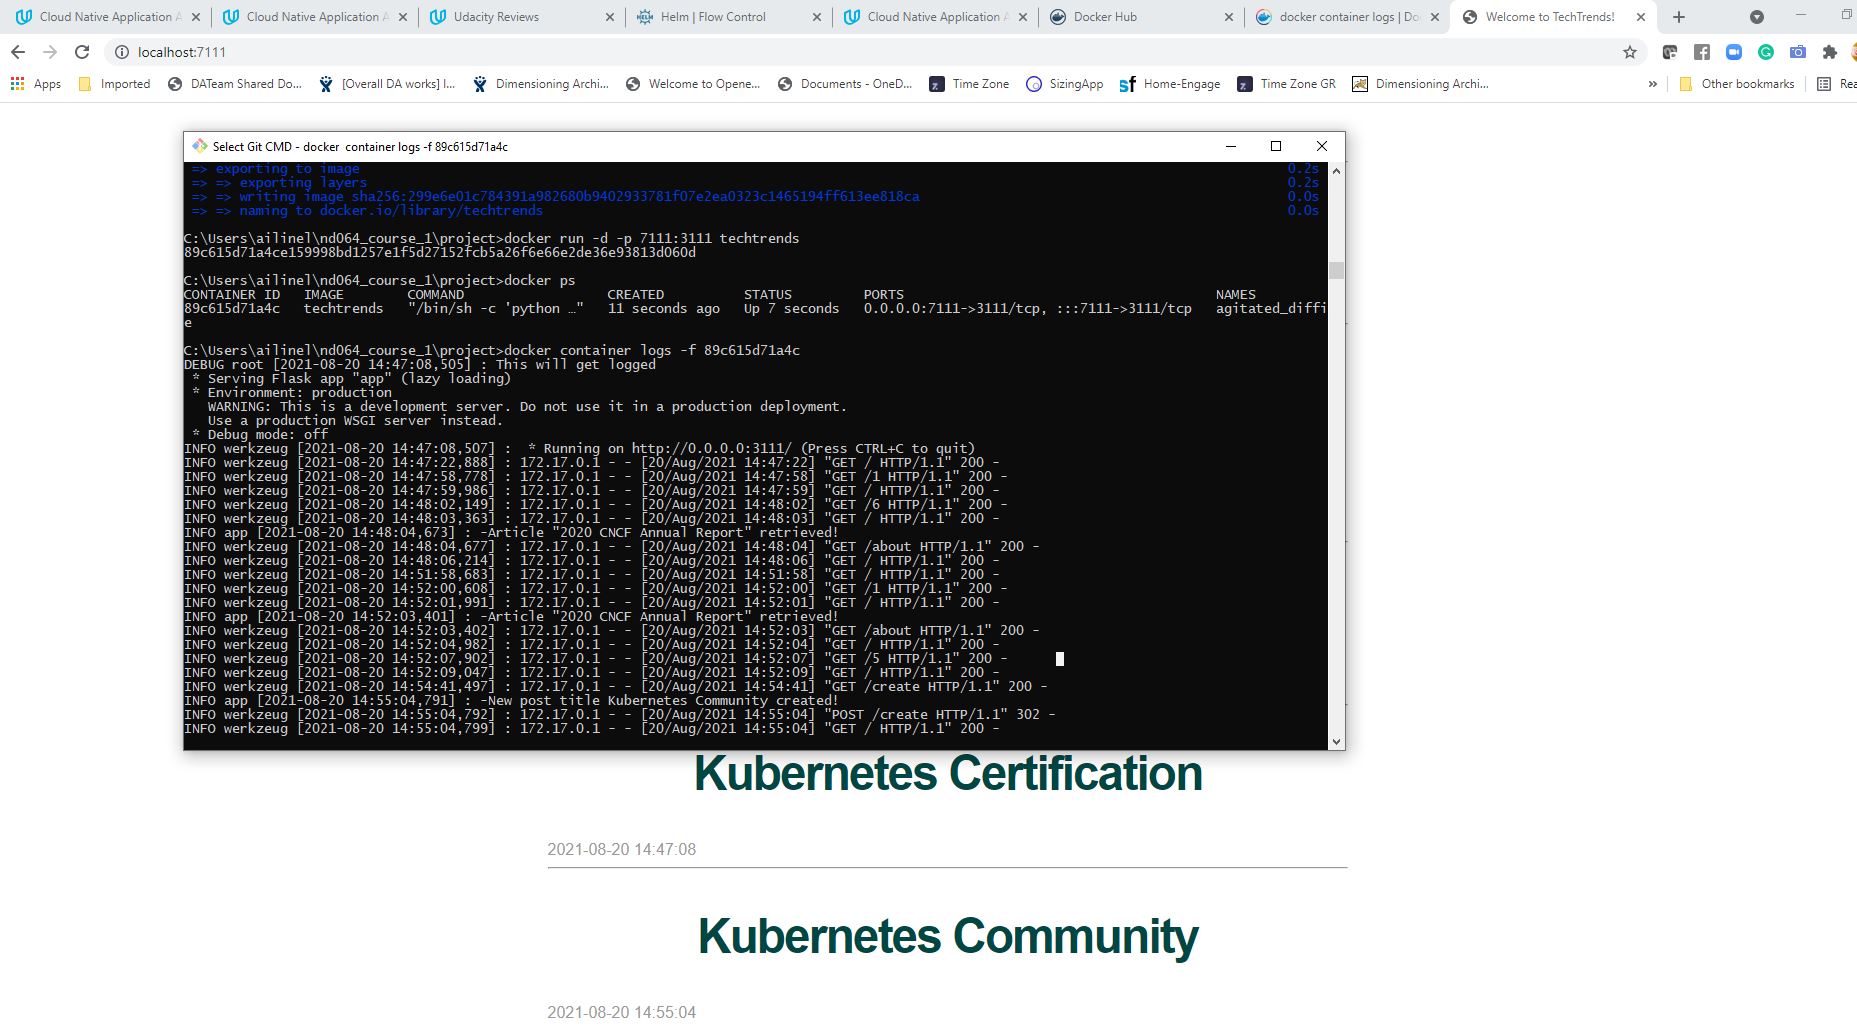 Cloud Native Application A
Cloud Native Application A
Udacity Reviews
Helm | Flow Control
Cloud Native Application A
Docker Hub
docker container logs | Do
Welcome to TechTrends!
localhost:7111
Apps
Imported
DATeam Shared Do...
[Overall DA works] I...
Dimensioning Archi...
Welcome to Opene...
Documents - OneD...
Time Zone
SizingApp
Home-Engage
Time Zone GR
Dimensioning Archi...
»
Other bookmarks
Rea
Select Git CMD - docker  container logs -f 89c615d71a4c
=> exporting to image 0.2s
=> => exporting layers 0.2s
=> => writing image sha256:299e6e01c784391a982680b9402933781f07e2ea0323c1465194ff613ee818ca 0.0s
=> => naming to docker.io/library/techtrends 0.0s
C:\Users\ailinel\nd064_course_1\project>docker run -d -p 7111:3111 techtrends
89c615d71a4ce159998bd1257e1f5d27152fcb5a26f6e66e2de36e93813d060d
C:\Users\ailinel\nd064_course_1\project>docker ps
CONTAINER ID   IMAGE        COMMAND                  CREATED          STATUS         PORTS                                       NAMES
89c615d71a4c   techtrends   "/bin/sh -c 'python …"   11 seconds ago   Up 7 seconds   0.0.0.0:7111->3111/tcp, :::7111->3111/tcp   agitated_diffi
e
C:\Users\ailinel\nd064_course_1\project>docker container logs -f 89c615d71a4c
DEBUG root [2021-08-20 14:47:08,505] : This will get logged
* Serving Flask app "app" (lazy loading)
* Environment: production
WARNING: This is a development server. Do not use it in a production deployment.
Use a production WSGI server instead.
* Debug mode: off
INFO werkzeug [2021-08-20 14:47:08,507] :  * Running on http://0.0.0.0:3111/ (Press CTRL+C to quit)
INFO werkzeug [2021-08-20 14:47:22,888] : 172.17.0.1 - - [20/Aug/2021 14:47:22] "GET / HTTP/1.1" 200 -
INFO werkzeug [2021-08-20 14:47:58,778] : 172.17.0.1 - - [20/Aug/2021 14:47:58] "GET /1 HTTP/1.1" 200 -
INFO werkzeug [2021-08-20 14:47:59,986] : 172.17.0.1 - - [20/Aug/2021 14:47:59] "GET / HTTP/1.1" 200 -
INFO werkzeug [2021-08-20 14:48:02,149] : 172.17.0.1 - - [20/Aug/2021 14:48:02] "GET /6 HTTP/1.1" 200 -
INFO werkzeug [2021-08-20 14:48:03,363] : 172.17.0.1 - - [20/Aug/2021 14:48:03] "GET / HTTP/1.1" 200 -
INFO app [2021-08-20 14:48:04,673] : -Article "2020 CNCF Annual Report" retrieved!
INFO werkzeug [2021-08-20 14:48:04,677] : 172.17.0.1 - - [20/Aug/2021 14:48:04] "GET /about HTTP/1.1" 200 -
INFO werkzeug [2021-08-20 14:48:06,214] : 172.17.0.1 - - [20/Aug/2021 14:48:06] "GET / HTTP/1.1" 200 -
INFO werkzeug [2021-08-20 14:51:58,683] : 172.17.0.1 - - [20/Aug/2021 14:51:58] "GET / HTTP/1.1" 200 -
INFO werkzeug [2021-08-20 14:52:00,608] : 172.17.0.1 - - [20/Aug/2021 14:52:00] "GET /1 HTTP/1.1" 200 -
INFO werkzeug [2021-08-20 14:52:01,991] : 172.17.0.1 - - [20/Aug/2021 14:52:01] "GET / HTTP/1.1" 200 -
INFO app [2021-08-20 14:52:03,401] : -Article "2020 CNCF Annual Report" retrieved!
INFO werkzeug [2021-08-20 14:52:03,402] : 172.17.0.1 - - [20/Aug/2021 14:52:03] "GET /about HTTP/1.1" 200 -
INFO werkzeug [2021-08-20 14:52:04,982] : 172.17.0.1 - - [20/Aug/2021 14:52:04] "GET / HTTP/1.1" 200 -
INFO werkzeug [2021-08-20 14:52:07,902] : 172.17.0.1 - - [20/Aug/2021 14:52:07] "GET /5 HTTP/1.1" 200 -
INFO werkzeug [2021-08-20 14:52:09,047] : 172.17.0.1 - - [20/Aug/2021 14:52:09] "GET / HTTP/1.1" 200 -
INFO werkzeug [2021-08-20 14:54:41,497] : 172.17.0.1 - - [20/Aug/2021 14:54:41] "GET /create HTTP/1.1" 200 -
INFO app [2021-08-20 14:55:04,791] : -New post title Kubernetes Community created!
INFO werkzeug [2021-08-20 14:55:04,792] : 172.17.0.1 - - [20/Aug/2021 14:55:04] "POST /create HTTP/1.1" 302 -
INFO werkzeug [2021-08-20 14:55:04,799] : 172.17.0.1 - - [20/Aug/2021 14:55:04] "GET / HTTP/1.1" 200 -
Kubernetes Certification
2021-08-20 14:47:08
Kubernetes Community
2021-08-20 14:55:04